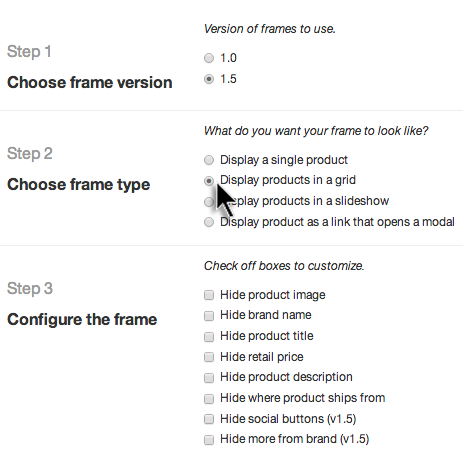 Version of frames to use.
Step 1
1.0
Choose frame version
1.5
What do you want your frame to look like?
Step 2
Display a single product
Choose frame type
Display products in a grid
Display products in a slideshow
Display product as a link that opens a modal
Check off boxes to customize.
Step 3
Hide product image
Configure the frame
Hide brand name
Hide product title
Hide retail price
Hide product description
Hide where product ships from
Hide social buttons (v1.5)
Hide more from brand (v1.5)